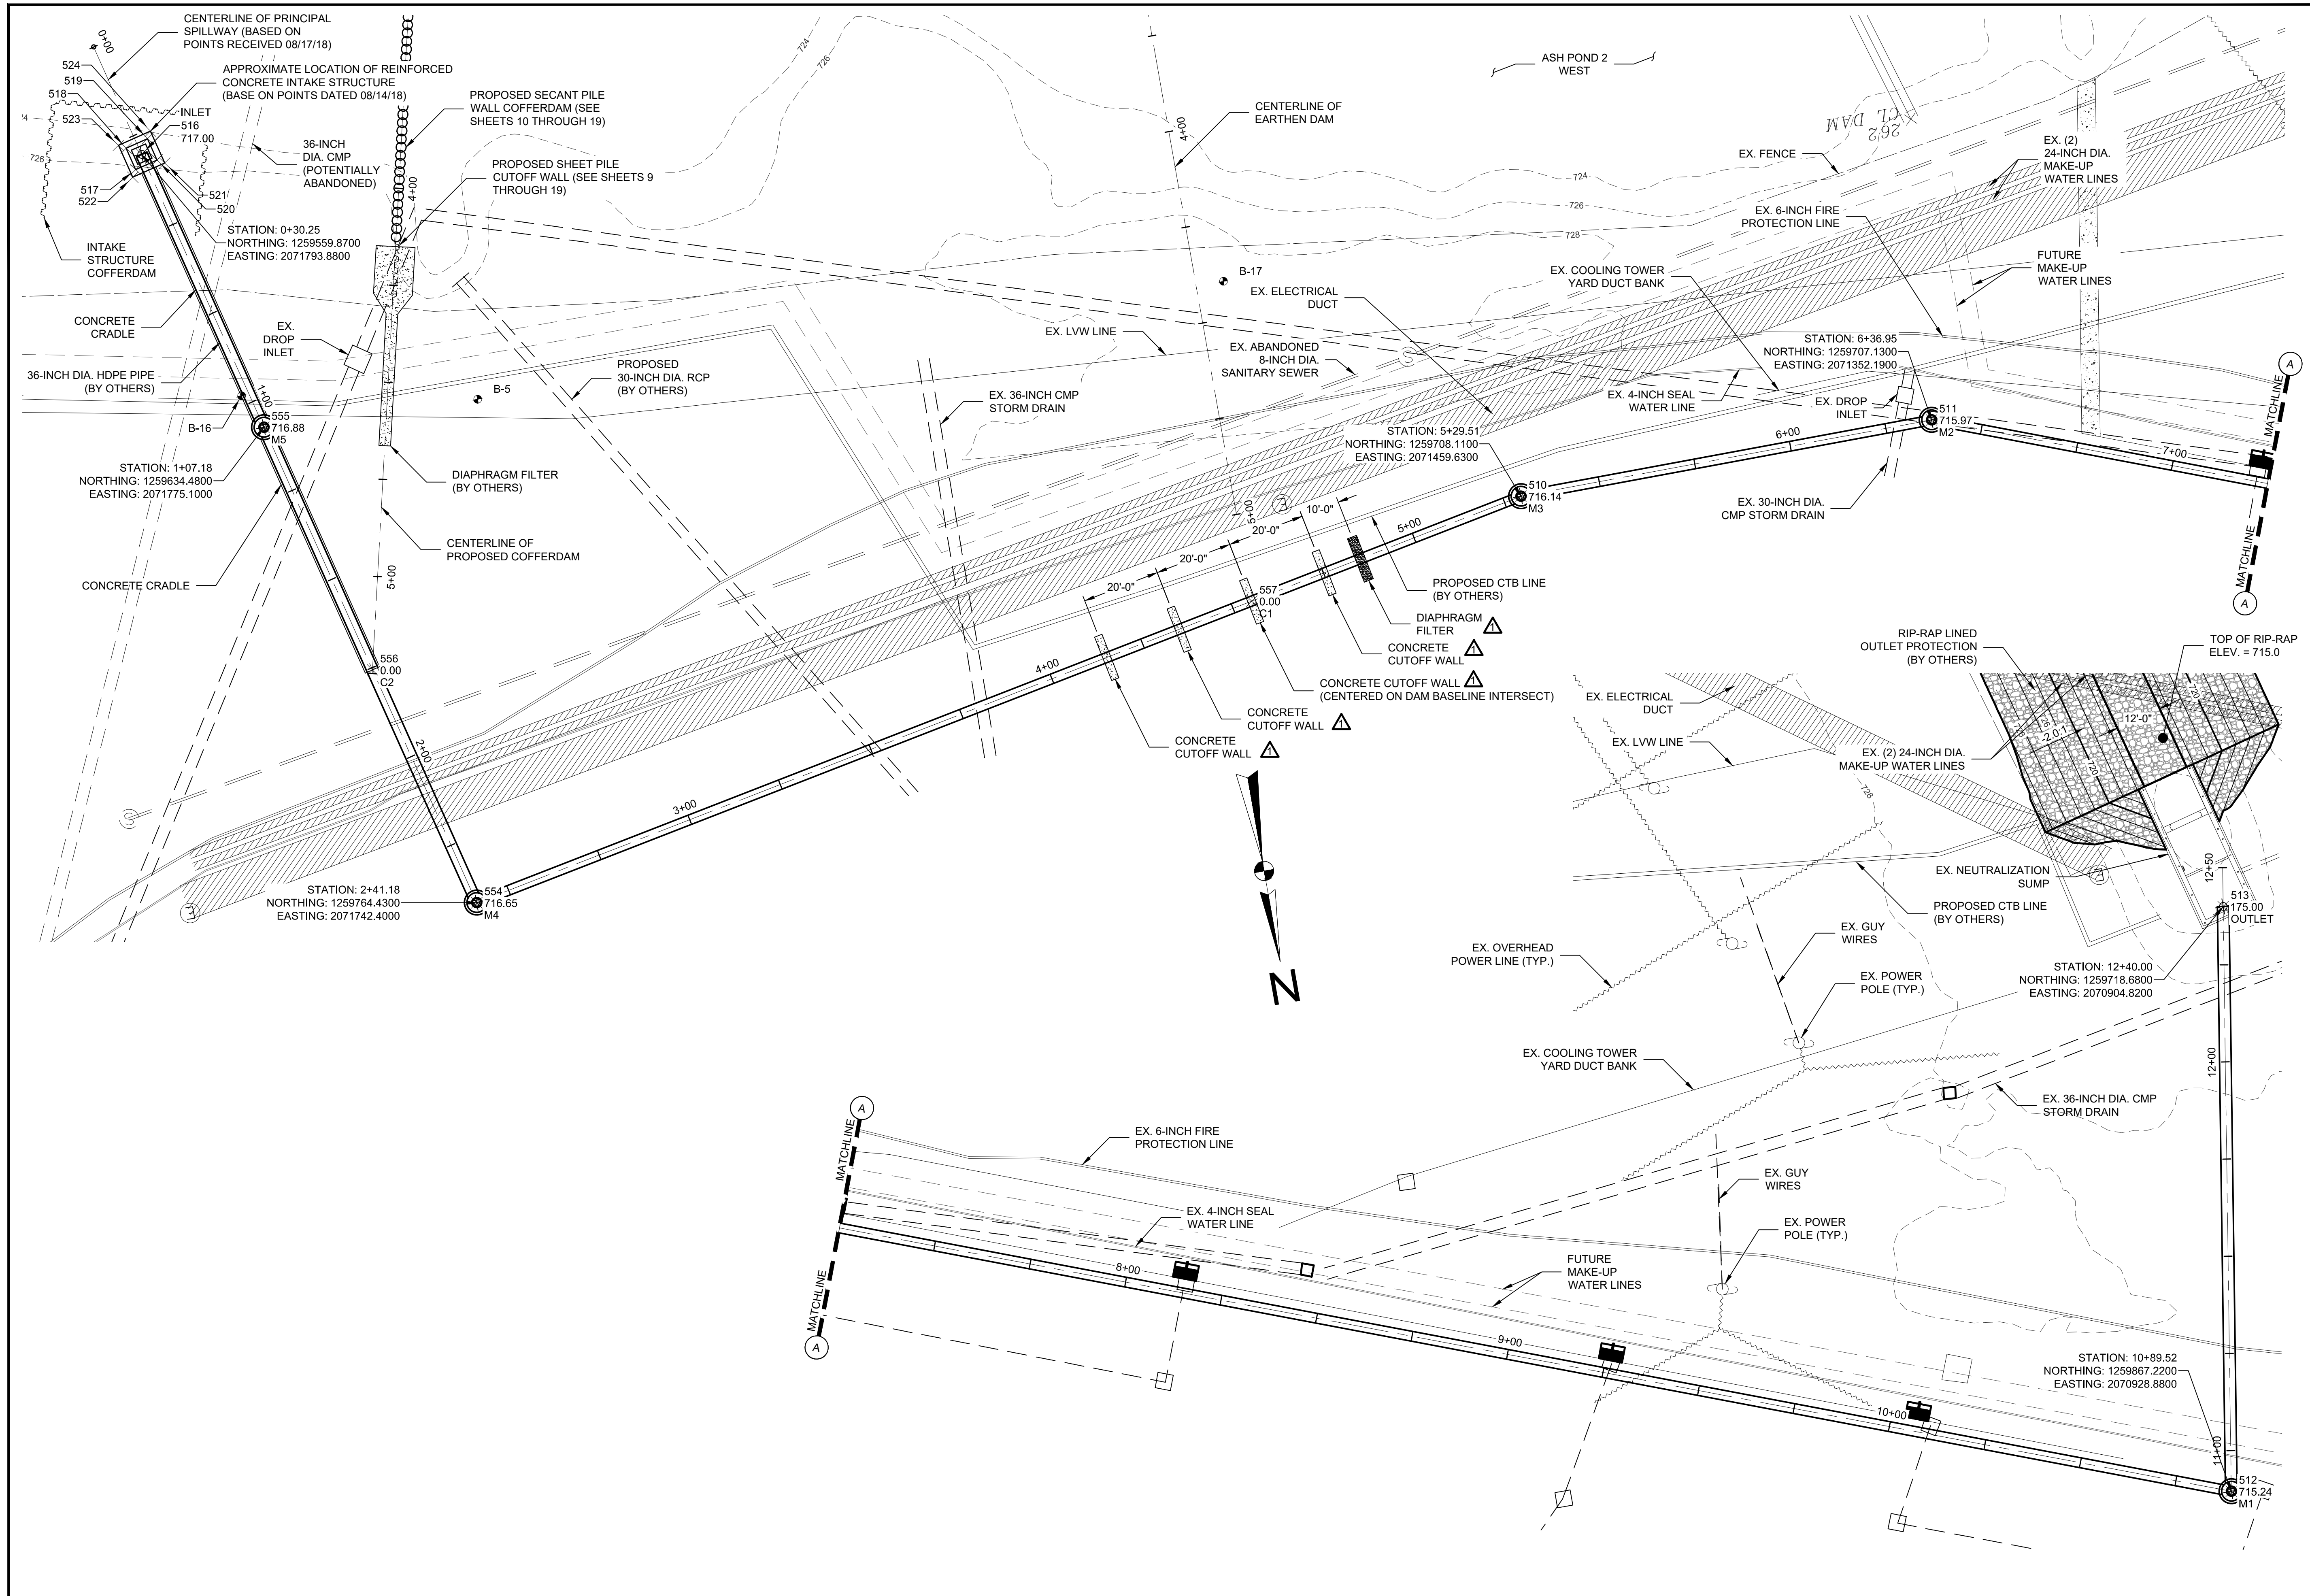 0+00
CENTERLINE OF PRINCIPAL
SPILLWAY (BASED ON
POINTS RECEIVED 08/17/18)
524
519
518
523
APPROXIMATE LOCATION OF REINFORCED
CONCRETE INTAKE STRUCTURE
(BASE ON POINTS DATED 08/14/18)
INLET
516
717.00
726
517
522
521
520
36-INCH
DIA. CMP
(POTENTIALLY
ABANDONED)
PROPOSED SECANT PILE
WALL COFFERDAM (SEE
SHEETS 10 THROUGH 19)
PROPOSED SHEET PILE
CUTOFF WALL (SEE SHEETS 9
THROUGH 19)
4+00
INTAKE
STRUCTURE
COFFERDAM
STATION: 0+30.25
NORTHING: 1259559.8700
EASTING: 2071793.8800
CONCRETE
CRADLE
EX.
DROP
INLET
36-INCH DIA. HDPE PIPE
(BY OTHERS)
1+00
B-16
555
716.88
M5
B-5
PROPOSED
30-INCH DIA. RCP
(BY OTHERS)
STATION: 1+07.18
NORTHING: 1259634.4800
EASTING: 2071775.1000
DIAPHRAGM FILTER
(BY OTHERS)
CENTERLINE OF
PROPOSED COFFERDAM
5+00
CONCRETE CRADLE
556
0.00
C2
2+00
STATION: 2+41.18
NORTHING: 1259764.4300
EASTING: 2071742.4000
554
716.65
M4
3+00
4+00
724
726
4+00
CENTERLINE OF
EARTHEN DAM
ASH POND 2
WEST
262
CL DAM
EX. FENCE
EX. (2)
24-INCH DIA.
MAKE-UP
WATER LINES
724
726
728
EX. 6-INCH FIRE
PROTECTION LINE
B-17
EX. COOLING TOWER
YARD DUCT BANK
FUTURE
MAKE-UP
WATER LINES
EX. ELECTRICAL
DUCT
EX. LVW LINE
EX. ABANDONED
8-INCH DIA.
SANITARY SEWER
S
STATION: 6+36.95
NORTHING: 1259707.1300
EASTING: 2071352.1900
EX. 36-INCH CMP
STORM DRAIN
EX. 4-INCH SEAL
WATER LINE
EX. DROP
INLET
511
715.97
M2
MATCHLINE
A
STATION: 5+29.51
NORTHING: 1259708.1100
EASTING: 2071459.6300
6+00
7+00
510
716.14
M3
EX. 30-INCH DIA.
CMP STORM DRAIN
E
5+00
10'-0"
20'-0"
20'-0"
20'-0"
5+00
557
0.00
C1
PROPOSED CTB LINE
(BY OTHERS)
DIAPHRAGM
FILTER 1
CONCRETE 1
CUTOFF WALL
CONCRETE CUTOFF WALL 1
(CENTERED ON DAM BASELINE INTERSECT)
CONCRETE
CUTOFF WALL 1
CONCRETE
CUTOFF WALL 1
MATCHLINE
A
S
E
N
RIP-RAP LINED
OUTLET PROTECTION
(BY OTHERS)
TOP OF RIP-RAP
ELEV. = 715.0
EX. ELECTRICAL
DUCT
720
12'-0"
2.0:1
720
EX. LVW LINE
EX. (2) 24-INCH DIA.
MAKE-UP WATER LINES
728
EX. NEUTRALIZATION
SUMP
E
12+50
PROPOSED CTB LINE
(BY OTHERS)
513
175.00
OUTLET
EX. OVERHEAD
POWER LINE (TYP.)
EX. GUY
WIRES
EX. POWER
POLE (TYP.)
STATION: 12+40.00
NORTHING: 1259718.6800
EASTING: 2070904.8200
EX. COOLING TOWER
YARD DUCT BANK
12+00
EX. 36-INCH DIA. CMP
STORM DRAIN
A
MATCHLINE
EX. 6-INCH FIRE
PROTECTION LINE
EX. GUY
WIRES
EX. 4-INCH SEAL
WATER LINE
EX. POWER
POLE (TYP.)
8+00
FUTURE
MAKE-UP
WATER LINES
MATCHLINE
A
9+00
STATION: 10+89.52
NORTHING: 1259867.2200
EASTING: 2070928.8800
10+00
11+00
512
715.24
M1